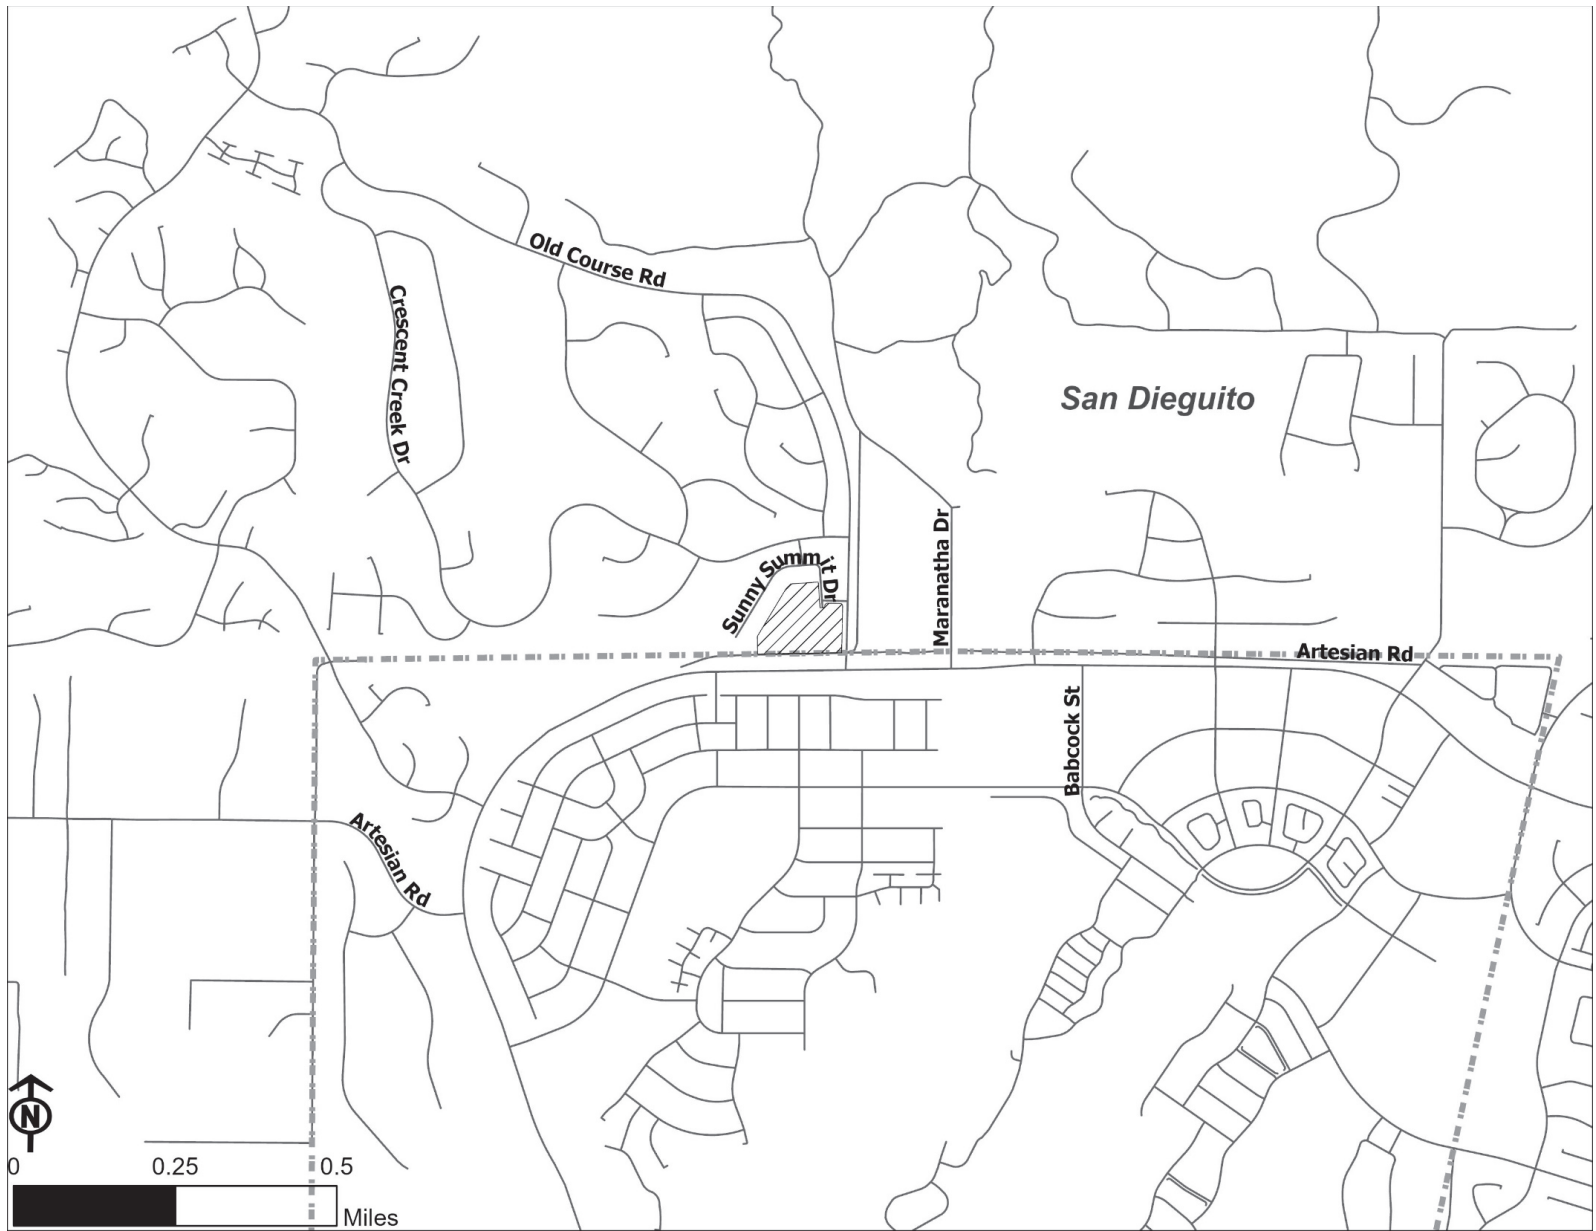 Old Course Rd
Crescent Creek Dr
San Dieguito
Sunny Summit Dr
Maranatha Dr
Artesian Rd
Babcock St
Artesian Rd
N
0 0.25 0.5
Miles